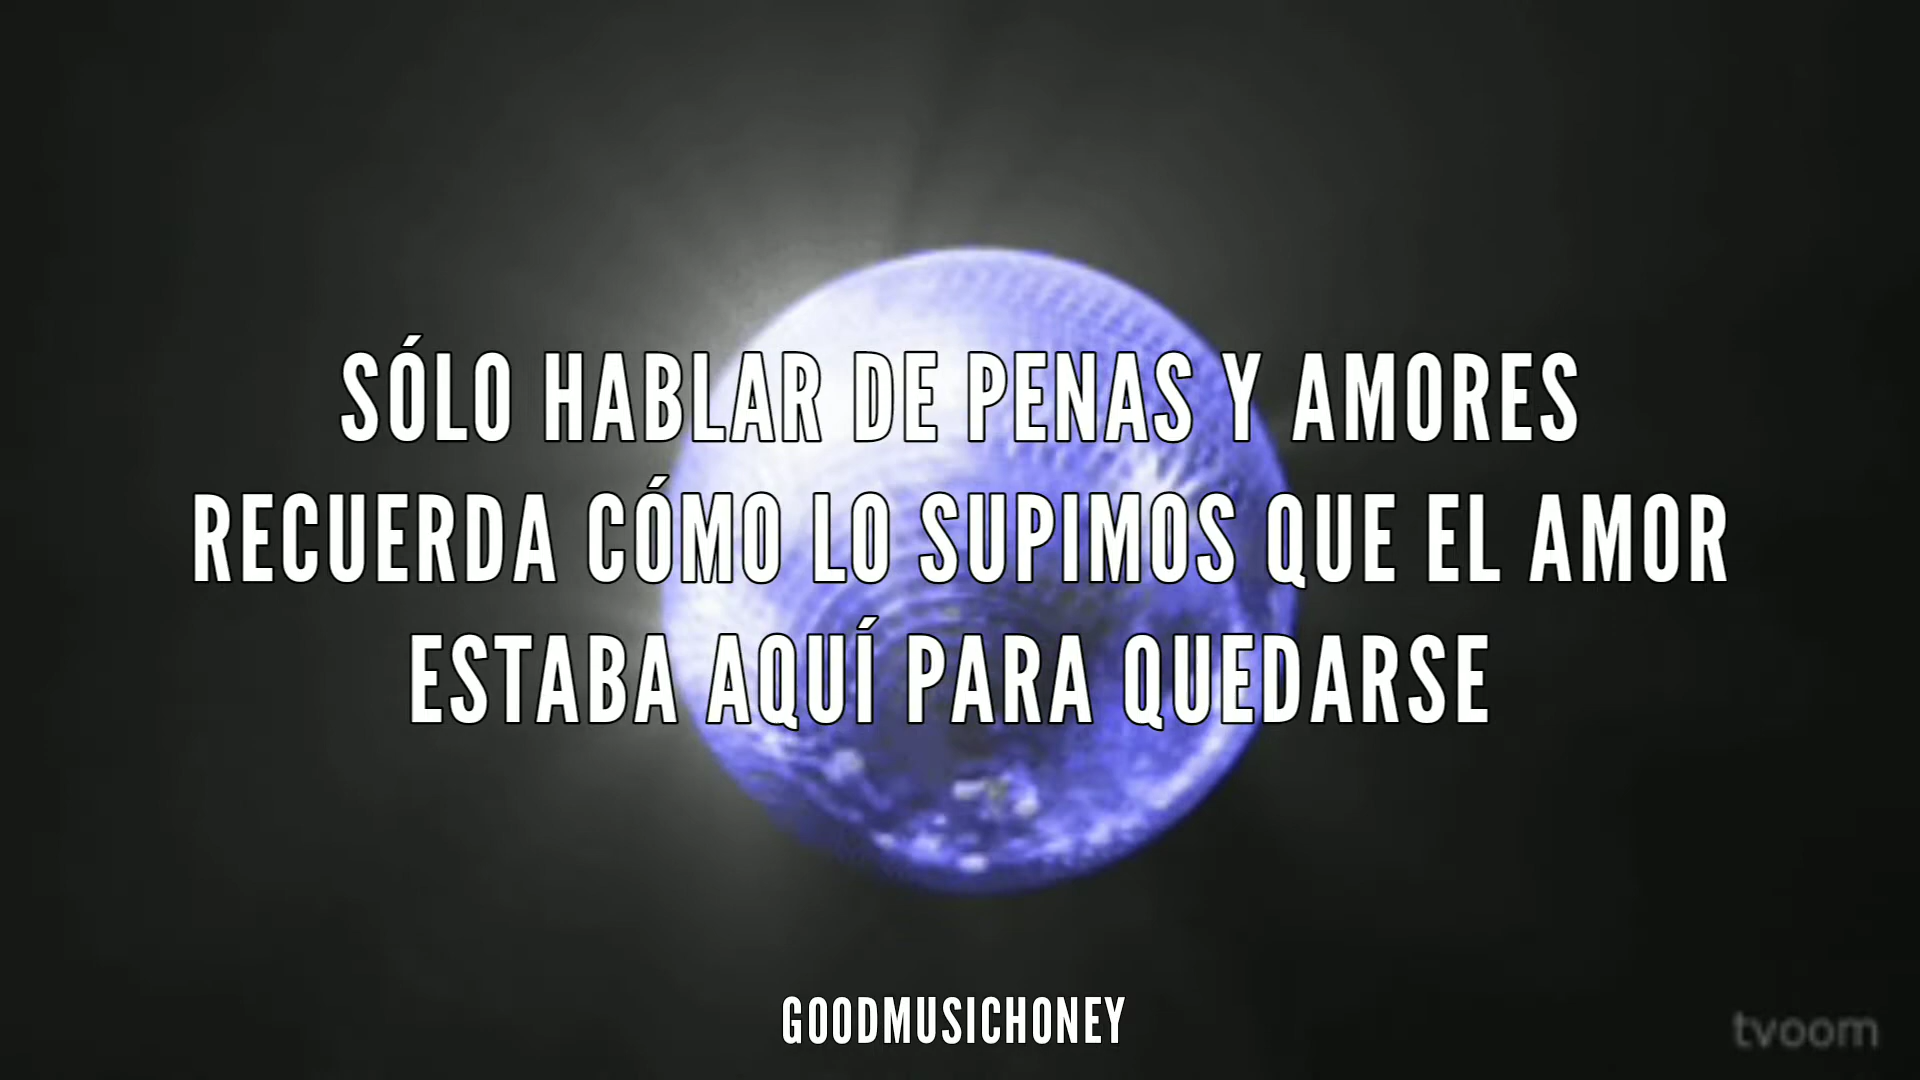 SÓLO HABLAR DE PENAS Y AMORES
RECUERDA CÓMO LO SUPIMOS QUE EL AMOR
ESTABA AQUÍ PARA QUEDARSE
GOODMUSICHONEY
tvoom